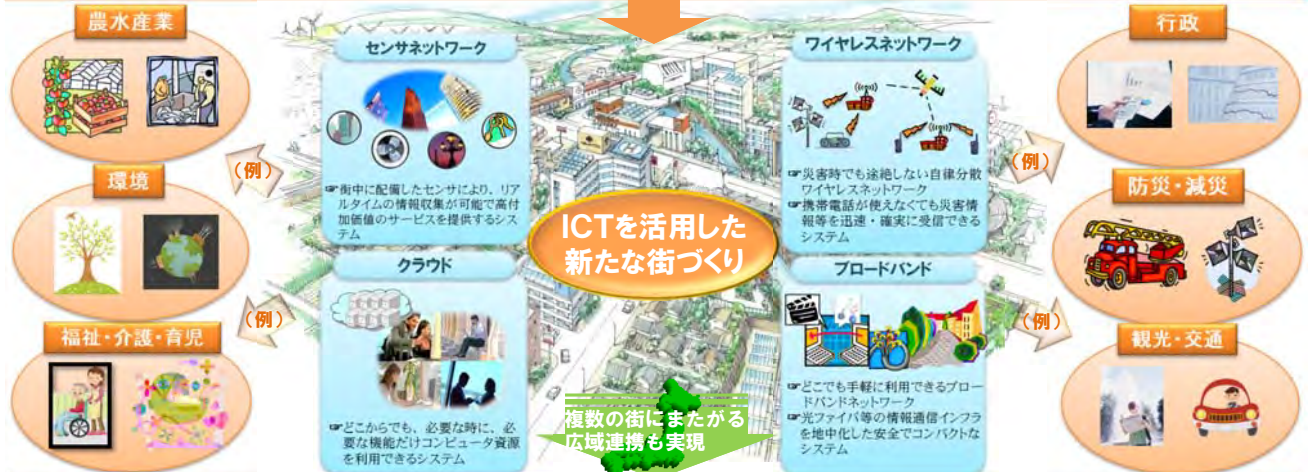 農水産業
環境
福祉・介護・育児
センサネットワーク
☞街中に配備したセンサにより、リア
ルタイムの情報収集が可能で高付
加価値のサービスを提供するシス
テム
クラウド
☞どこからでも、必要な時に、必
要な機能だけコンピュータ資源
を利用できるシステム
(例)
(例)
ICTを活用した
新たな街づくり
複数の街にまたがる
広域連携も実現
ワイヤレスネットワーク
☞災害時でも途絶しない自律分散
ワイヤレスネットワーク
☞携帯電話が使えなくても災害情
報等を迅速・確実に受信できる
システム
ブロードバンド
☞どこでも手軽に利用できるブロー
ドバンドネットワーク
☞光ファイバ等の情報通信インフラ
を地中化した安全でコンパクトな
システム
(例)
(例)
行政
防災・減災
観光・交通